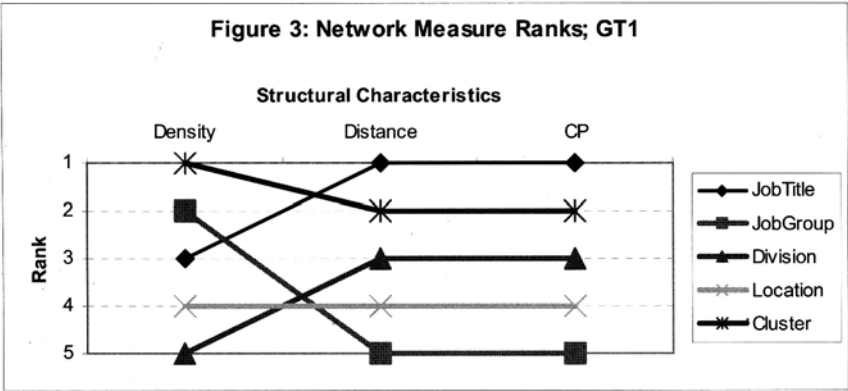 Figure 3: Network Measure Ranks; GT1
Structural Characteristics
Density Distance CP
1
2
3
4
5
Rank
JobTitle
JobGroup
Division
Location
Cluster